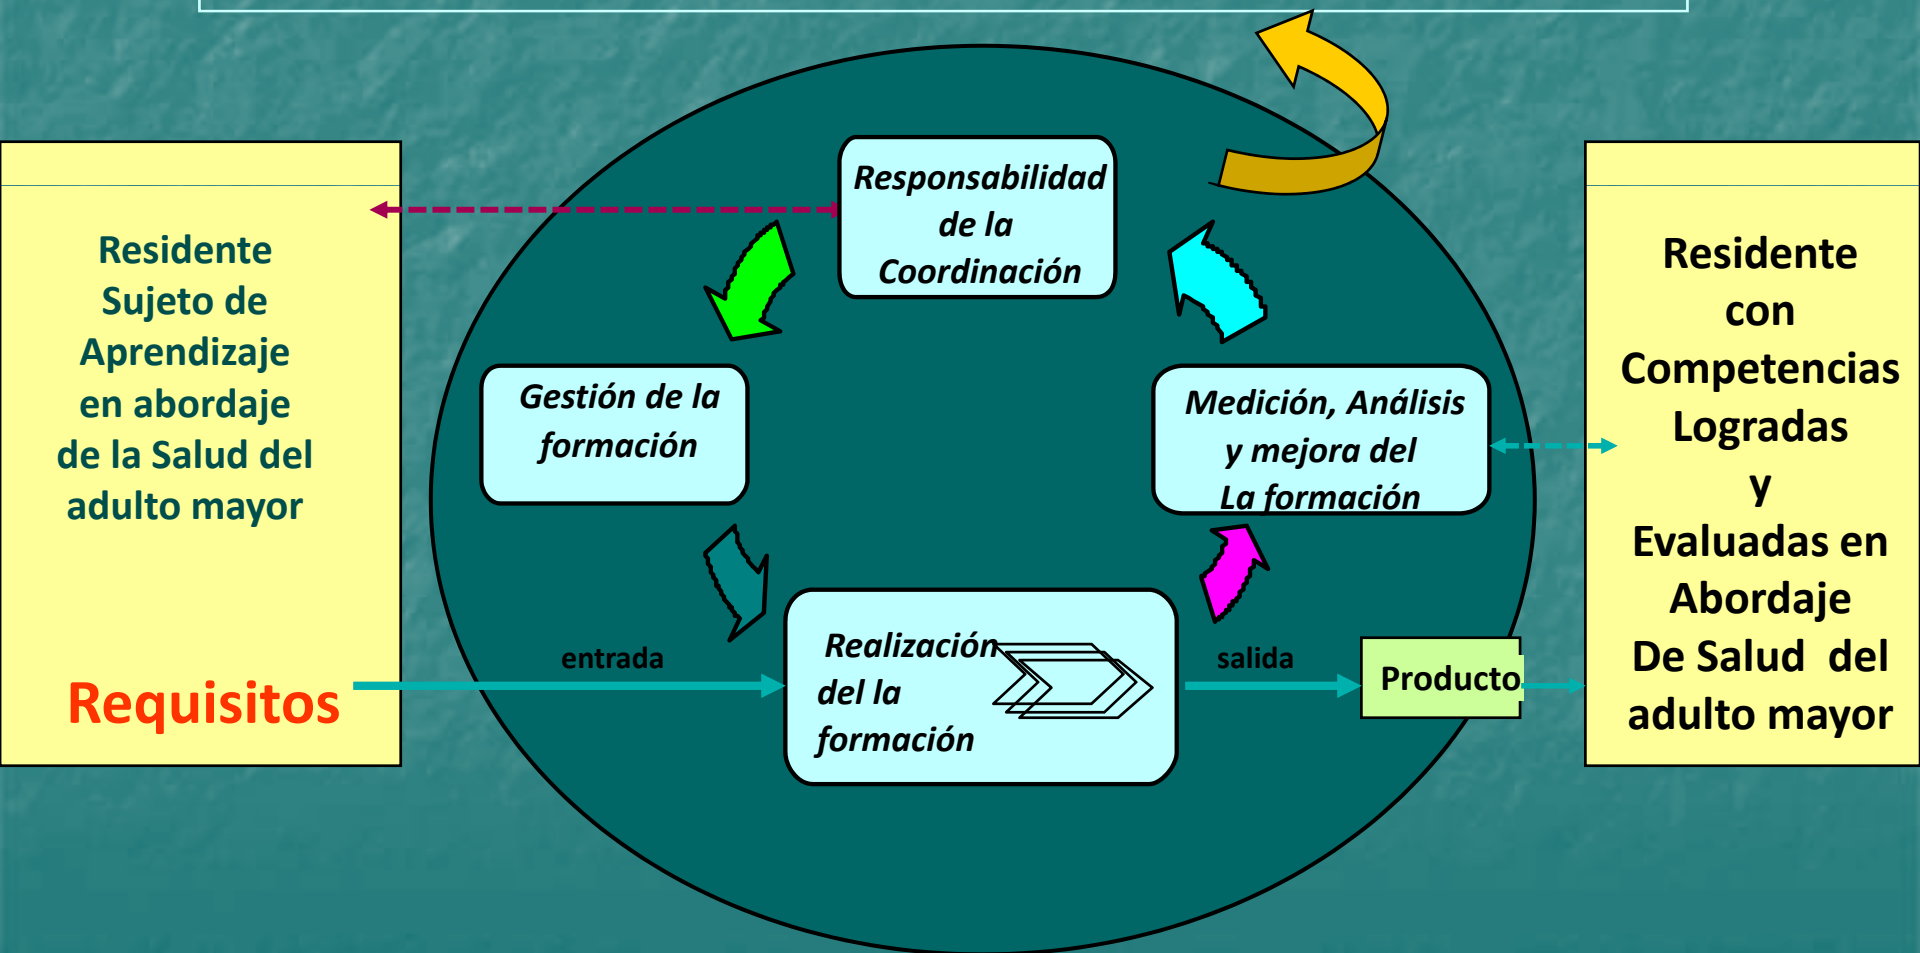 Residente
Sujeto de
Aprendizaje
en abordaje
de la Salud del
adulto mayor
Requisitos
Responsabilidad
de la
Coordinación
Gestión de la
formación
Medición, Análisis
y mejora del
La formación
entrada
Realización
del la
formación
salida
Producto
Residente
con
Competencias
Logradas
y
Evaluadas en
Abordaje
De Salud del
adulto mayor